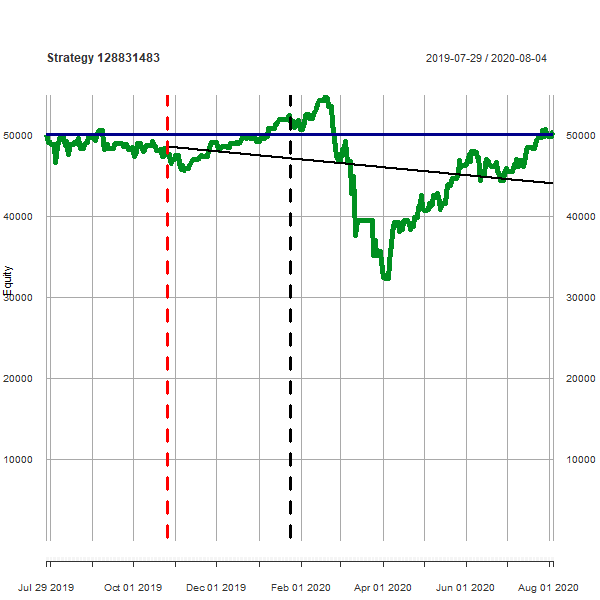 Strategy 128831483
2019-07-29 / 2020-08-04
50000
50000
40000
40000
Equity
30000
30000
20000
20000
10000
10000
Jul 29 2019
Oct 01 2019
Dec 01 2019
Feb 01 2020
Apr 01 2020
Jun 01 2020
Aug 01 2020